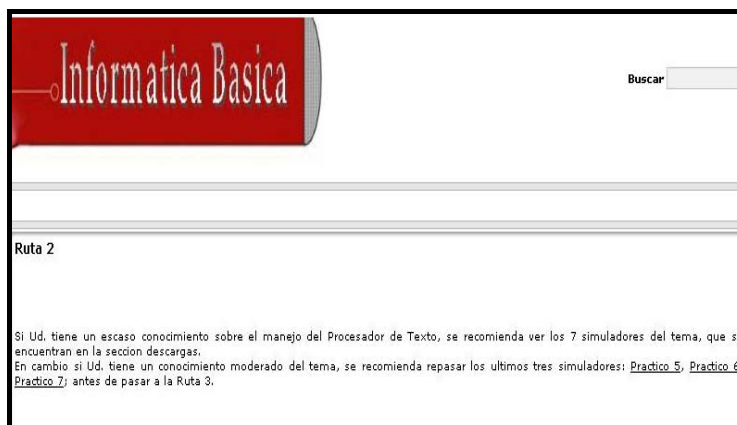 Informatica Basica
Buscar
Ruta 2
Si Ud. tiene un escaso conocimiento sobre el manejo del Procesador de Texto, se recomienda ver los 7 simuladores del tema, que s
encuentran en la seccion descargas.
En cambio si Ud. tiene un conocimiento moderado del tema, se recomienda repasar los ultimos tres simuladores: Practico 5, Practico 6
Practico 7; antes de pasar a la Ruta 3.